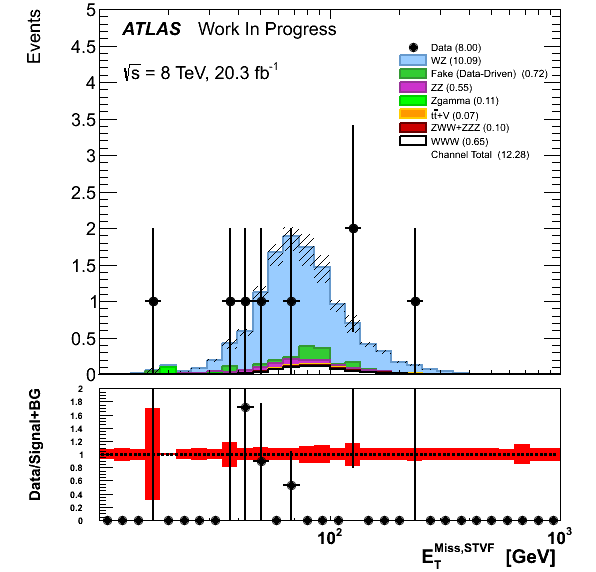 Events
5
4.5
4
3.5
3
2.5
2
1.5
1
0.5
0
ATLAS Work In Progress
√s = 8 TeV, 20.3 fb-1
Data (8.00)
WZ (10.09)
Fake (Data-Driven) (0.72)
ZZ (0.55)
Zgamma (0.11)
tt̄+V (0.07)
ZWW+ZZZ (0.10)
WWW (0.65)
Channel Total (12.28)
Data/Signal+BG
2
1.8
1.6
1.4
1.2
1
0.8
0.6
0.4
0.2
0
10²
10³
E_T^Miss,STVF [GeV]